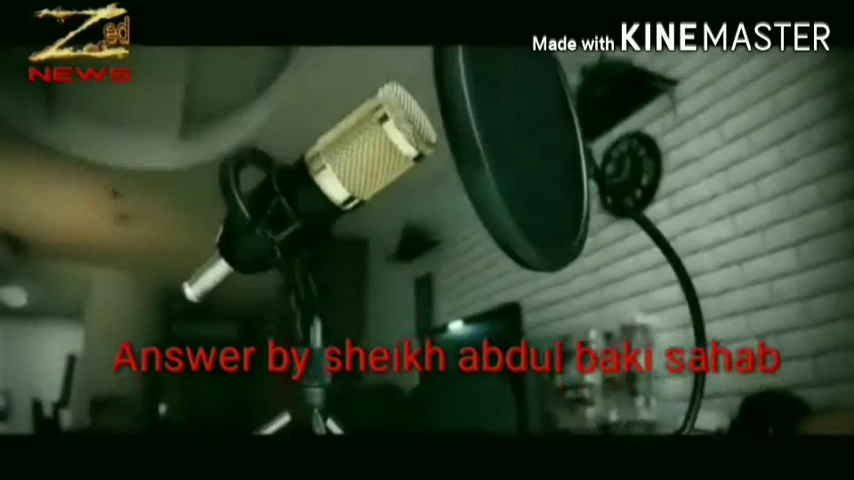 Zed
NEWS
Made with KINEMASTER
Answer by sheikh abdul baki sahab